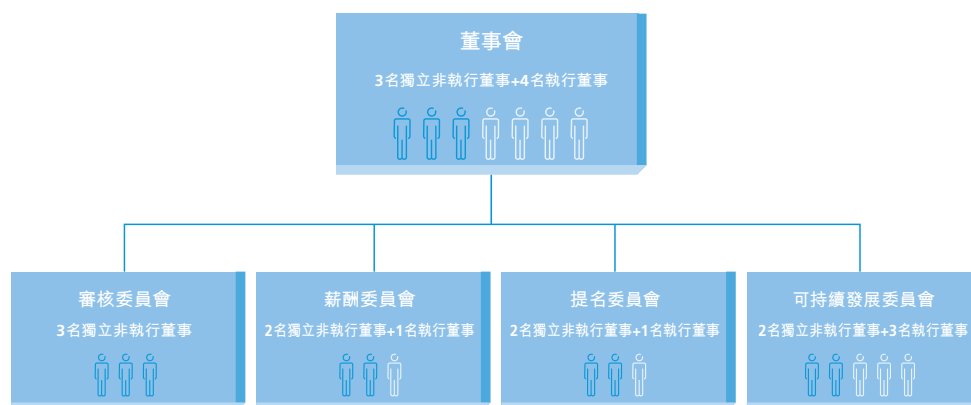 董事會
3名獨立非執行董事+4名執行董事
審核委員會
3名獨立非執行董事
薪酬委員會
2名獨立非執行董事+1名執行董事
提名委員會
2名獨立非執行董事+1名執行董事
可持續發展委員會
2名獨立非執行董事+3名執行董事